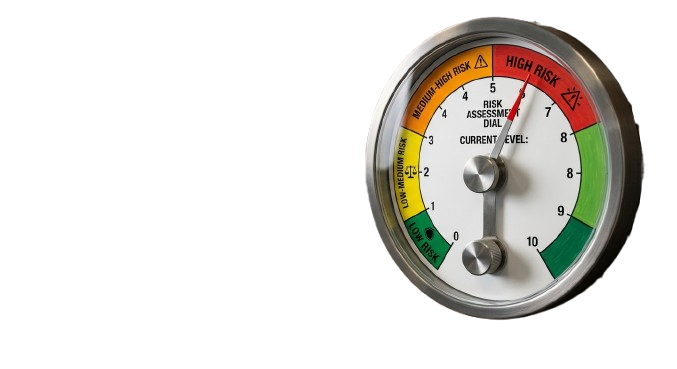 LOW RISK
LOW-MEDIUM RISK
MEDIUM-HIGH RISK
HIGH RISK
0
1
2
3
4
4
5
6
7
8
8
9
10
RISK
ASSESSMENT
DIAL
CURRENT LEVEL: